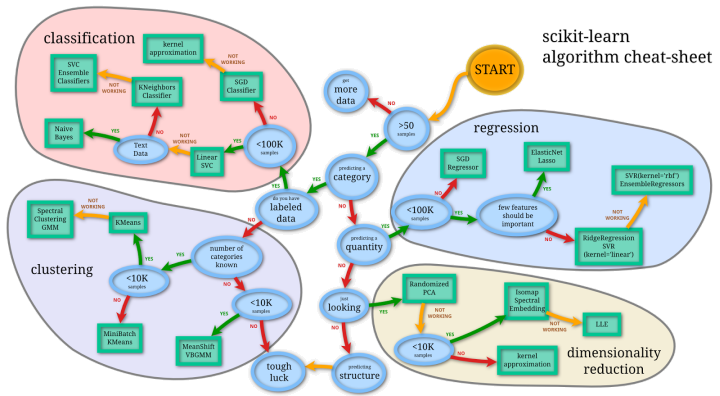 scikit-learn
algorithm cheat-sheet
classification
kernel
approximation
NOT
WORKING
SVC
Ensemble
Classifiers
NOT
WORKING
KNeighbors
Classifier
SGD
Classifier
NO
NO
Naive
Bayes
YES
Text
Data
NOT
WORKING
Linear
SVC
YES
<100K
samples
YES
START
get
more
data
NO
>50
samples
YES
predicting a
category
YES
do you have
labeled
data
NO
NO
predicting a
quantity
YES
NO
just
looking
YES
NO
predicting
structure
tough
luck
regression
SGD
Regressor
NO
<100K
samples
YES
ElasticNet
Lasso
YES
few features
should be
important
NO
SVR(kernel='rbf')
EnsembleRegressors
NOT
WORKING
RidgeRegression
SVR
(kernel='linear')
clustering
Spectral
Clustering
GMM
NOT
WORKING
KMeans
YES
<10K
samples
YES
number of
categories
known
NO
NO
MiniBatch
KMeans
<10K
samples
YES
NO
MeanShift
VBGMM
dimensionality
reduction
Randomized
PCA
NOT
WORKING
<10K
samples
YES
NO
Isomap
Spectral
Embedding
NOT
WORKING
LLE
kernel
approximation